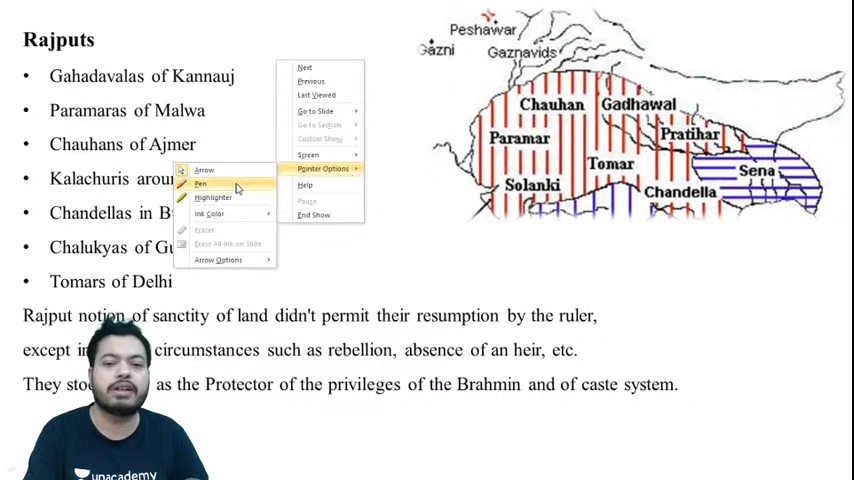 Rajputs
• Gahadavalas of Kannauj
• Paramaras of Malwa
• Chauhans of Ajmer
• Kalachuris
• Chandellas in
• Chalukyas of
• Tomars of Delhi
Rajput notion of sanctity of land didn't permit their resumption by the ruler,
except circumstances such as rebellion, absence of an heir, etc.
They as the Protector of the privileges of the Brahmin and of caste system.
Next
Previous
Last Viewed
Go to Slide
Go to Section
Custom Show
Screen
Pointer Options
Help
Pause
End Show
Arrow
Pen
Highlighter
Ink Color
Eraser
Erase All Ink on Slide
Arrow Options
Peshawar
Gazni
Gaznavids
Chauhan
Gadhawal
Paramar
Pratihar
Tomar
Sena
Solanki
Chandella
unacademy